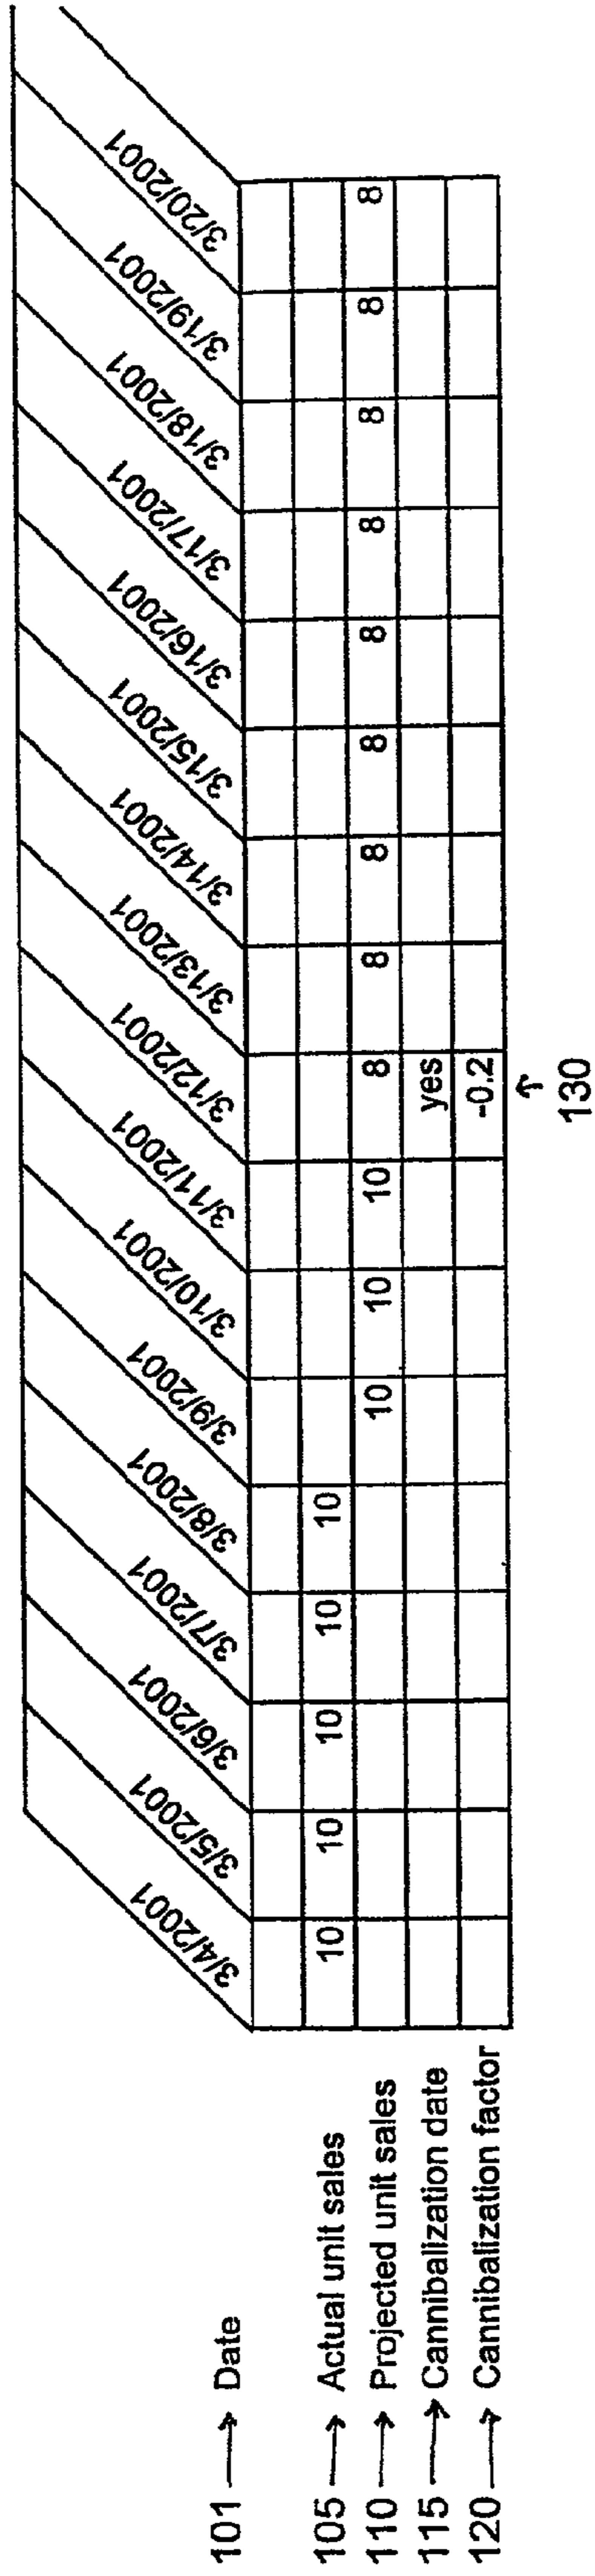 101 → Date 3/4/2001 3/5/2001 3/6/2001 3/7/2001 3/8/2001 3/9/2001 3/10/2001 3/11/2001 3/12/2001 3/13/2001 3/14/2001 3/15/2001 3/16/2001 3/17/2001 3/18/2001 3/19/2001 3/20/2001
105 → Actual unit sales 10 10 10 10 10
110 → Projected unit sales 10 10 10 8 8 8 8 8 8 8 8 8
115 → Cannibalization date yes
120 → Cannibalization factor -0.2
130